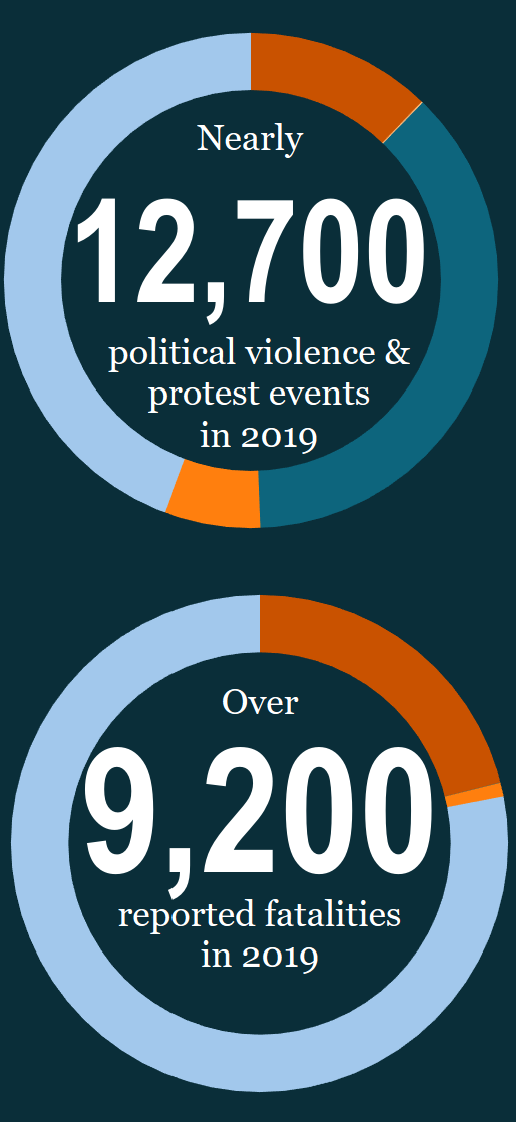 Nearly
12,700
political violence &
protest events
in 2019
Over
9,200
reported fatalities
in 2019